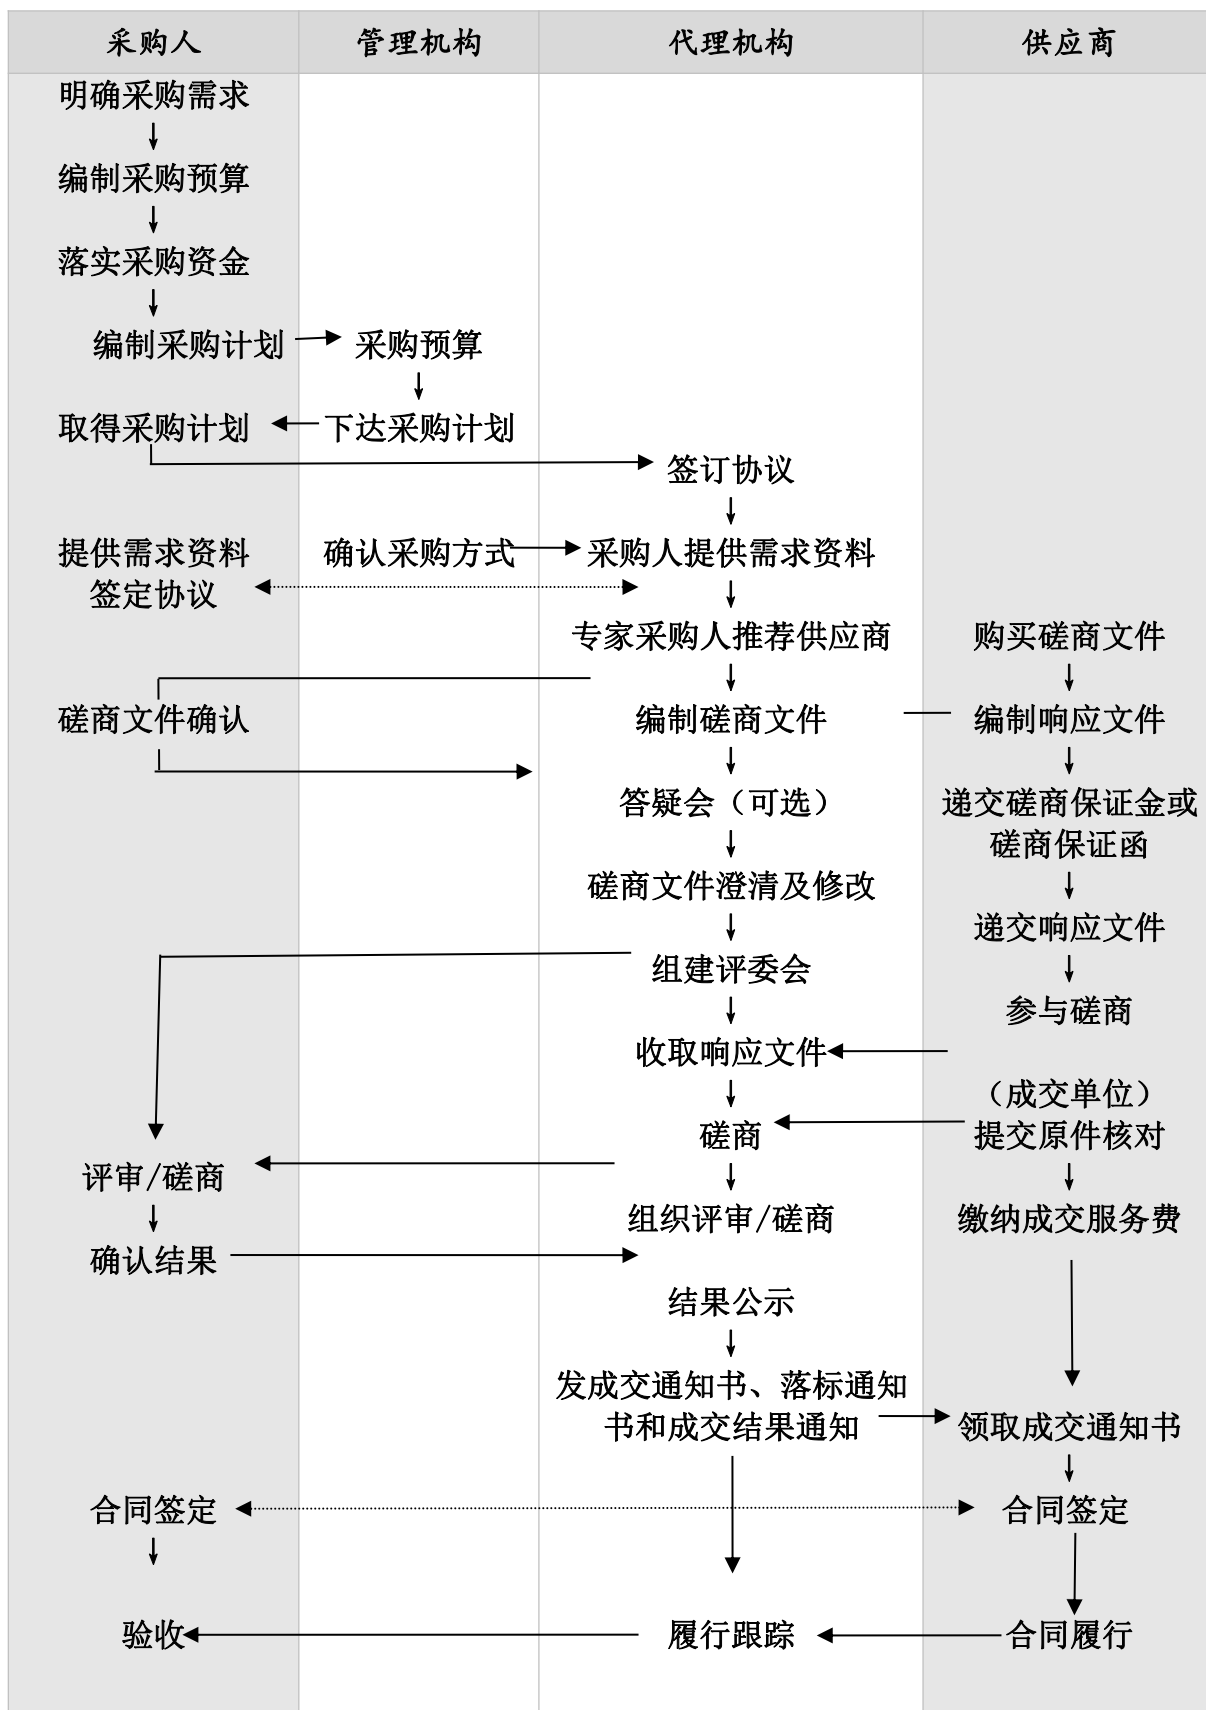 采购人 管理机构 代理机构 供应商
明确采购需求
↓
编制采购预算
↓
落实采购资金
↓
编制采购计划 采购预算
↓
取得采购计划 下达采购计划
签订协议
↓
提供需求资料 确认采购方式 采购人提供需求资料
签定协议 ↓
专家采购人推荐供应商 购买磋商文件
↓ ↓
磋商文件确认 编制磋商文件 编制响应文件
↓ ↓
答疑会（可选） 递交磋商保证金或
↓ 磋商保证函
磋商文件澄清及修改 ↓
↓ 递交响应文件
组建评委会 ↓
↓ 参与磋商
收取响应文件
↓ （成交单位）
磋商 提交原件核对
评审/磋商 ↓ ↓
↓ 组织评审/磋商 缴纳成交服务费
确认结果
结果公示
↓
发成交通知书、落标通知
书和成交结果通知 领取成交通知书
↓
合同签定 合同签定
↓
验收 履行跟踪 合同履行